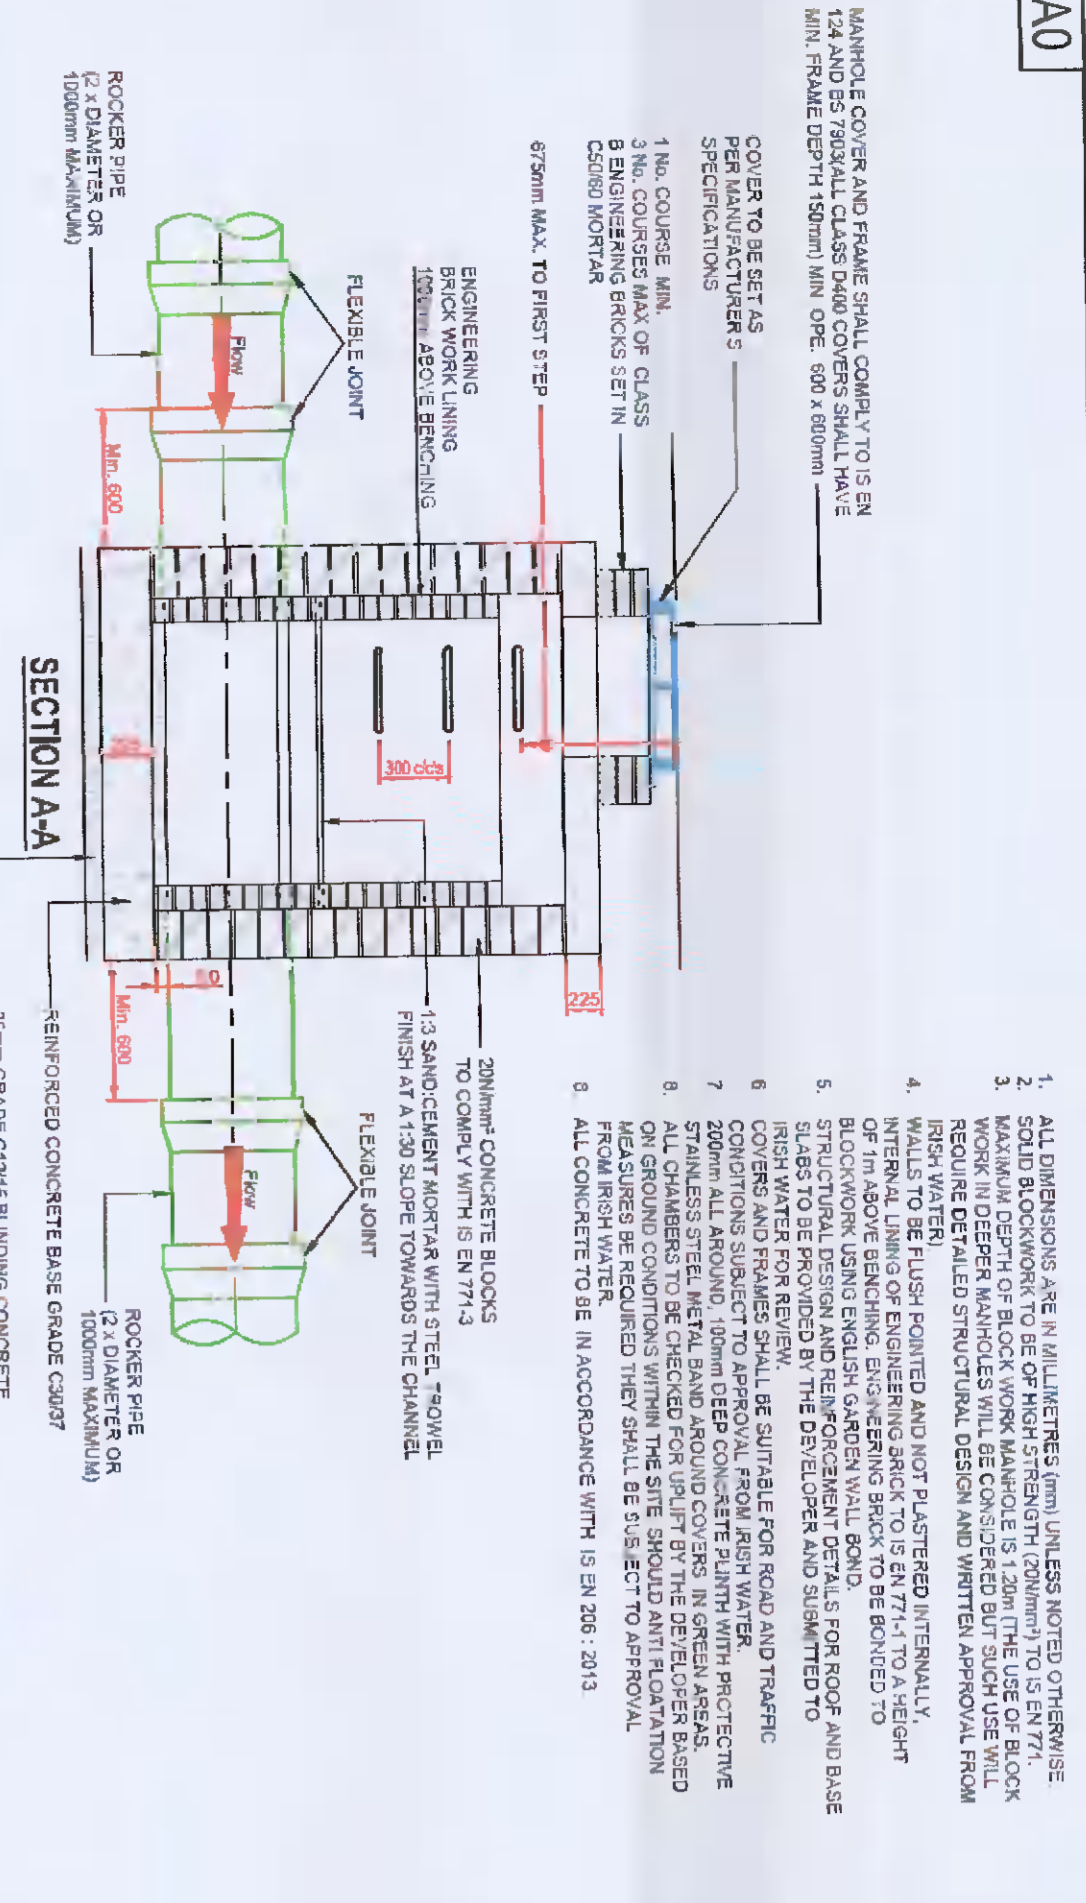 A0
MANHOLE COVER AND FRAME SHALL COMPLY TO IS EN
124 AND BS 7903(ALL CLASS D400 COVERS SHALL HAVE
MIN. FRAME DEPTH 150mm) MIN OPE. 600 x 600mm
COVER TO BE SET AS
PER MANUFACTURERS
SPECIFICATIONS
1 No. COURSE MIN.
3 No. COURSES MAX OF CLASS
B ENGINEERING BRICKS SET IN
C50/60 MORTAR
675mm MAX. TO FIRST STEP
ENGINEERING
BRICK WORK LINING
ABOVE BENCHING
FLEXIBLE JOINT
ROCKER PIPE
(2 x DIAMETER OR
1000mm MAXIMUM)
Flow
Min. 600
300 c/c's
225
Min. 600
Flow
FLEXIBLE JOINT
20N/mm² CONCRETE BLOCKS
TO COMPLY WITH IS EN 771-3
1:3 SAND:CEMENT MORTAR WITH STEEL TROWEL
FINISH AT A 1:30 SLOPE TOWARDS THE CHANNEL
ROCKER PIPE
(2 x DIAMETER OR
1000mm MAXIMUM)
REINFORCED CONCRETE BASE GRADE C30/37
GRADE C12/15 BLINDING CONCRETE
SECTION A-A
1. ALL DIMENSIONS ARE IN MILLIMETRES (mm) UNLESS NOTED OTHERWISE.
2. SOLID BLOCKWORK TO BE OF HIGH STRENGTH (20N/mm²) TO IS EN 771.
3. MAXIMUM DEPTH OF BLOCK WORK MANHOLE IS 1.20m (THE USE OF BLOCK
WORK IN DEEPER MANHOLES WILL BE CONSIDERED BUT SUCH USE WILL
REQUIRE DETAILED STRUCTURAL DESIGN AND WRITTEN APPROVAL FROM
IRISH WATER)
4. WALLS TO BE FLUSH POINTED AND NOT PLASTERED INTERNALLY,
INTERNAL LINING OF ENGINEERING BRICK TO IS EN 771-1 TO A HEIGHT
OF 1m ABOVE BENCHING. ENGINEERING BRICK TO BE BONDED TO
BLOCKWORK USING ENGLISH GARDEN WALL BOND.
5. STRUCTURAL DESIGN AND REINFORCEMENT DETAILS FOR ROOF AND BASE
SLABS TO BE PROVIDED BY THE DEVELOPER AND SUBMITTED TO
IRISH WATER FOR REVIEW.
6 COVERS AND FRAMES SHALL BE SUITABLE FOR ROAD AND TRAFFIC
CONDITIONS SUBJECT TO APPROVAL FROM IRISH WATER.
7 200mm ALL AROUND, 100mm DEEP CONCRETE PLINTH WITH PROTECTIVE
STAINLESS STEEL METAL BAND AROUND COVERS IN GREEN AREAS.
8. ALL CHAMBERS TO BE CHECKED FOR UPLIFT BY THE DEVELOPER BASED
ON GROUND CONDITIONS WITHIN THE SITE SHOULD ANTI FLOATATION
MEASURES BE REQUIRED THEY SHALL BE SUBJECT TO APPROVAL
FROM IRISH WATER.
8. ALL CONCRETE TO BE IN ACCORDANCE WITH IS EN 206 : 2013.